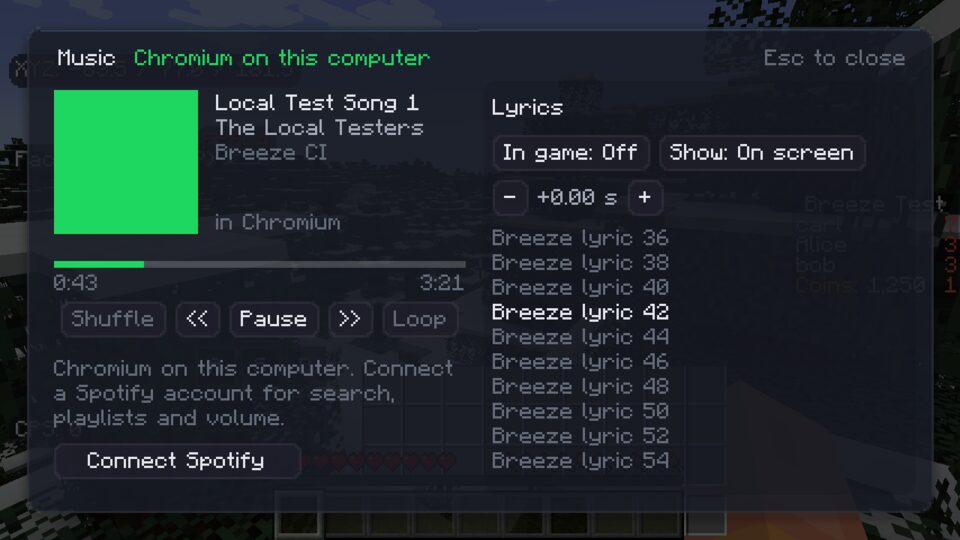 Music Chromium on this computer
Esc to close
Local Test Song 1
The Local Testers
Breeze CI
in Chromium
0:43
3:21
Shuffle
<<
Pause
>>
Loop
Chromium on this computer. Connect
a Spotify account for search,
playlists and volume.
Connect Spotify
Lyrics
In game: Off
Show: On screen
- +0.00 s +
Breeze lyric 36
Breeze lyric 38
Breeze lyric 40
Breeze lyric 42
Breeze lyric 44
Breeze lyric 46
Breeze lyric 48
Breeze lyric 50
Breeze lyric 52
Breeze lyric 54
Breeze Test
carl
Alice 3
bob 3
Coins: 1,250 1